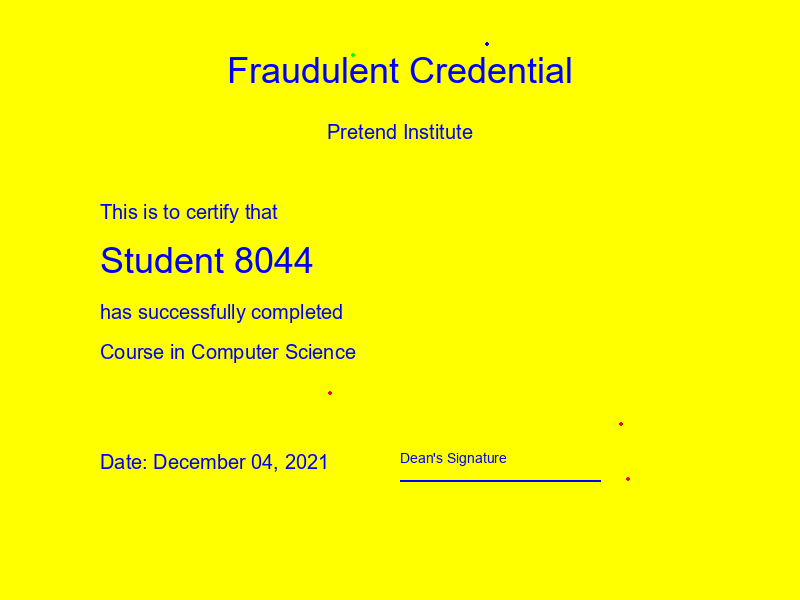 Fraudulent Credential
Pretend Institute
This is to certify that
Student 8044
has successfully completed
Course in Computer Science
Date: December 04, 2021
Dean's Signature